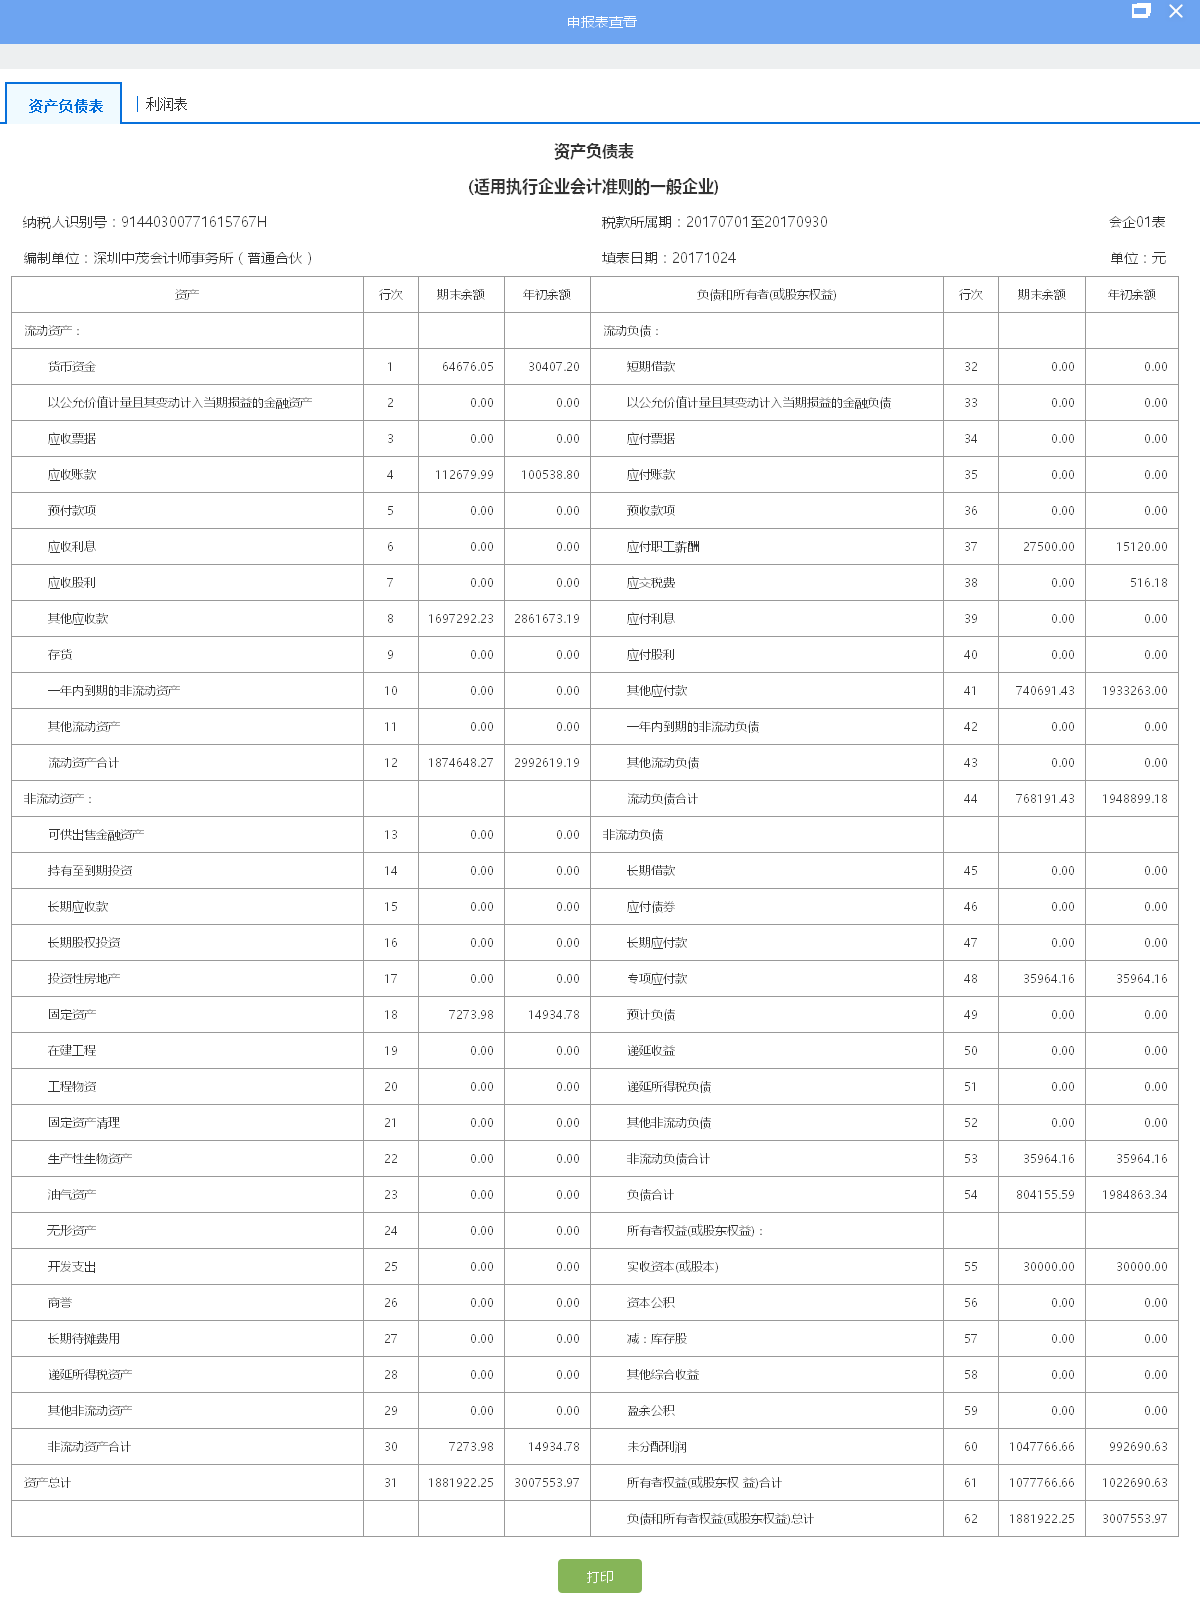 申报表查看
资产负债表 | 利润表
资产负债表
(适用执行企业会计准则的一般企业)
纳税人识别号：91440300771615767H 税款所属期：20170701至20170930 会企01表
编制单位：深圳中茂会计师事务所（普通合伙） 填表日期：20171024 单位：元
资产 行次 期末余额 年初余额 负债和所有者(或股东权益) 行次 期末余额 年初余额
流动资产： 流动负债：
货币资金 1 64676.05 30407.20 短期借款 32 0.00 0.00
以公允价值计量且其变动计入当期损益的金融资产 2 0.00 0.00 以公允价值计量且其变动计入当期损益的金融负债 33 0.00 0.00
应收票据 3 0.00 0.00 应付票据 34 0.00 0.00
应收账款 4 112679.99 100538.80 应付账款 35 0.00 0.00
预付款项 5 0.00 0.00 预收款项 36 0.00 0.00
应收利息 6 0.00 0.00 应付职工薪酬 37 27500.00 15120.00
应收股利 7 0.00 0.00 应交税费 38 0.00 516.18
其他应收款 8 1697292.23 2861673.19 应付利息 39 0.00 0.00
存货 9 0.00 0.00 应付股利 40 0.00 0.00
一年内到期的非流动资产 10 0.00 0.00 其他应付款 41 740691.43 1933263.00
其他流动资产 11 0.00 0.00 一年内到期的非流动负债 42 0.00 0.00
流动资产合计 12 1874648.27 2992619.19 其他流动负债 43 0.00 0.00
非流动资产： 流动负债合计 44 768191.43 1948899.18
可供出售金融资产 13 0.00 0.00 非流动负债
持有至到期投资 14 0.00 0.00 长期借款 45 0.00 0.00
长期应收款 15 0.00 0.00 应付债券 46 0.00 0.00
长期股权投资 16 0.00 0.00 长期应付款 47 0.00 0.00
投资性房地产 17 0.00 0.00 专项应付款 48 35964.16 35964.16
固定资产 18 7273.98 14934.78 预计负债 49 0.00 0.00
在建工程 19 0.00 0.00 递延收益 50 0.00 0.00
工程物资 20 0.00 0.00 递延所得税负债 51 0.00 0.00
固定资产清理 21 0.00 0.00 其他非流动负债 52 0.00 0.00
生产性生物资产 22 0.00 0.00 非流动负债合计 53 35964.16 35964.16
油气资产 23 0.00 0.00 负债合计 54 804155.59 1984863.34
无形资产 24 0.00 0.00 所有者权益(或股东权益)：
开发支出 25 0.00 0.00 实收资本(或股本) 55 30000.00 30000.00
商誉 26 0.00 0.00 资本公积 56 0.00 0.00
长期待摊费用 27 0.00 0.00 减：库存股 57 0.00 0.00
递延所得税资产 28 0.00 0.00 其他综合收益 58 0.00 0.00
其他非流动资产 29 0.00 0.00 盈余公积 59 0.00 0.00
非流动资产合计 30 7273.98 14934.78 未分配利润 60 1047766.66 992690.63
资产总计 31 1881922.25 3007553.97 所有者权益(或股东权 益)合计 61 1077766.66 1022690.63
负债和所有者权益(或股东权益)总计 62 1881922.25 3007553.97
打印